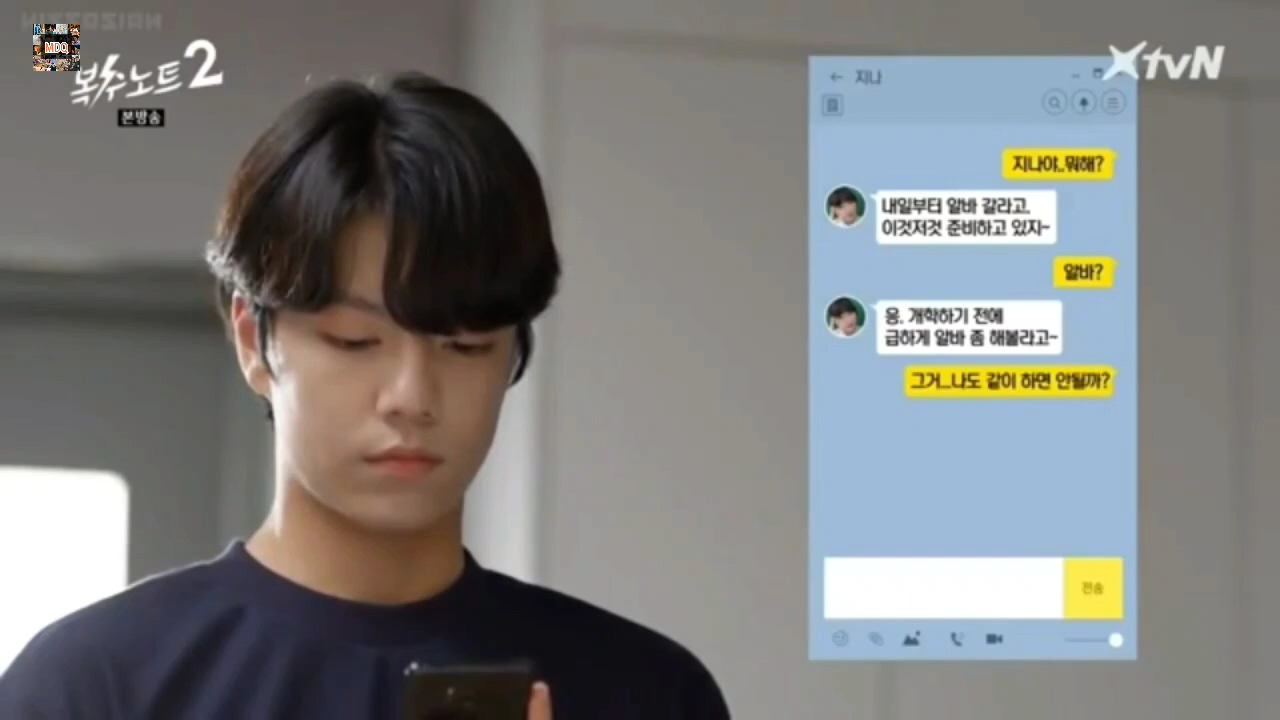 MDQ
복수노트2
본방송
XtvN
지나
지나야..뭐해?
내일부터 알바 갈라고.
이것저것 준비하고 있지~
알바?
응. 개학하기 전에
급하게 알바 좀 해볼라고~
그거...나도 같이 하면 안될까?
전송